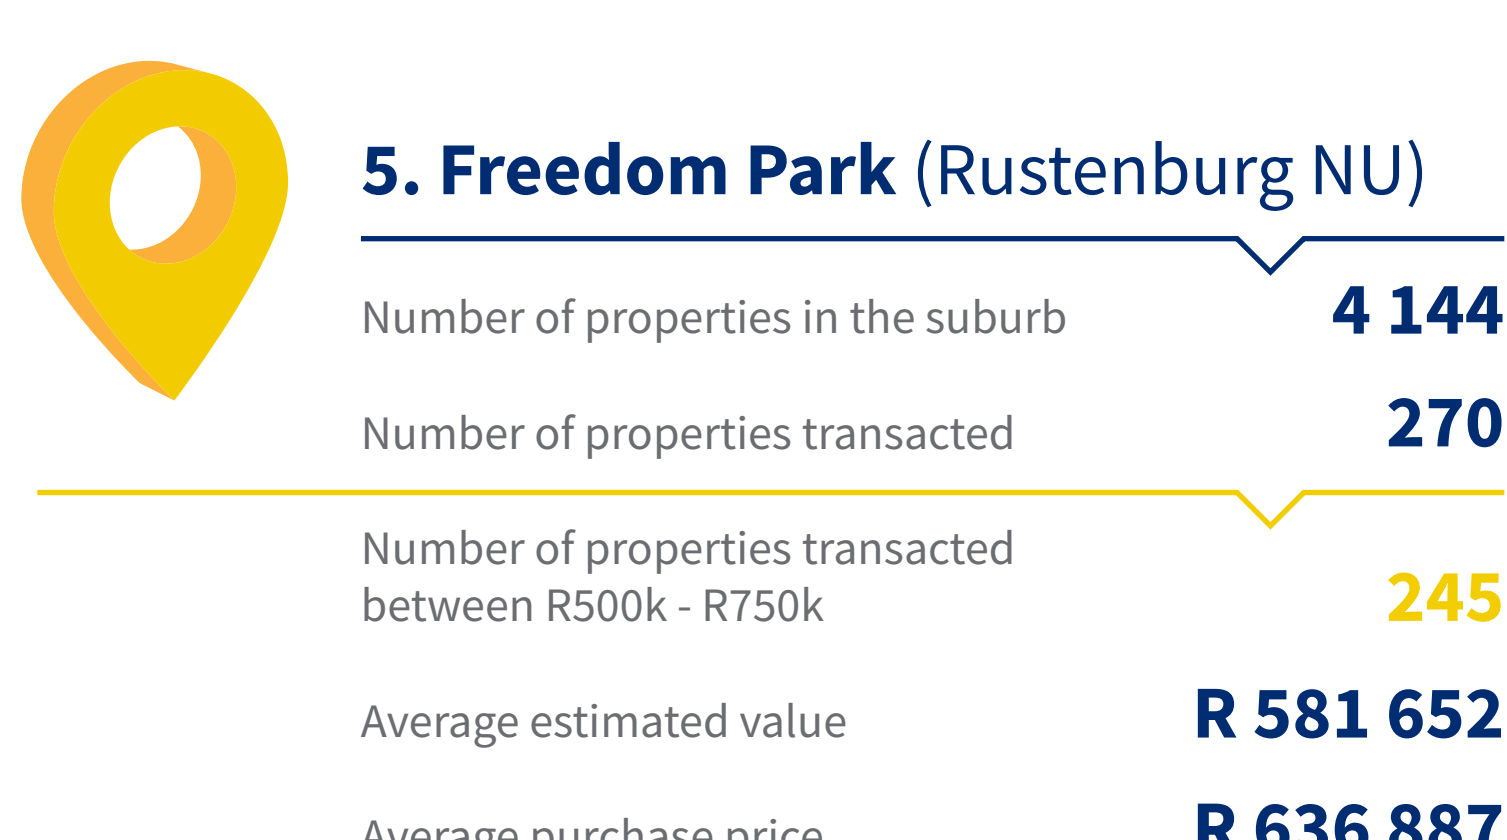 5. Freedom Park (Rustenburg NU)
Number of properties in the suburb 4 144
Number of properties transacted 270
Number of properties transacted
between R500k - R750k 245
Average estimated value R 581 652
Average purchase price R 636 887